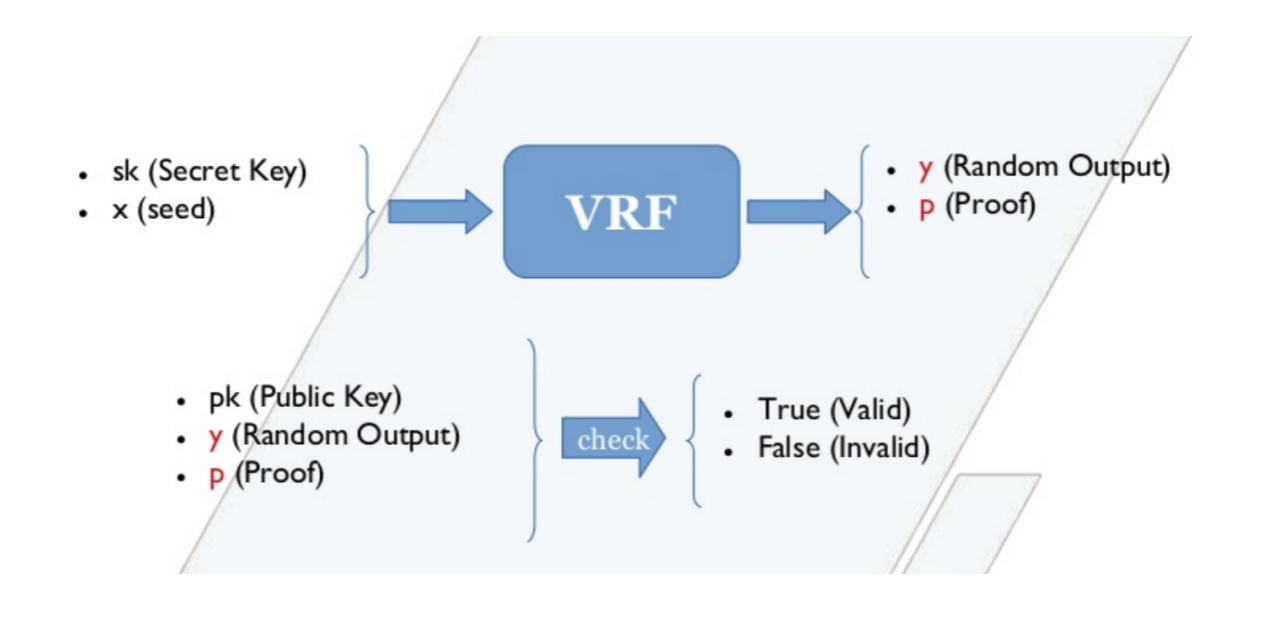 • sk (Secret Key)
• x (seed)
VRF
• y (Random Output)
• p (Proof)
• pk (Public Key)
• y (Random Output)
• p (Proof)
check
• True (Valid)
• False (Invalid)